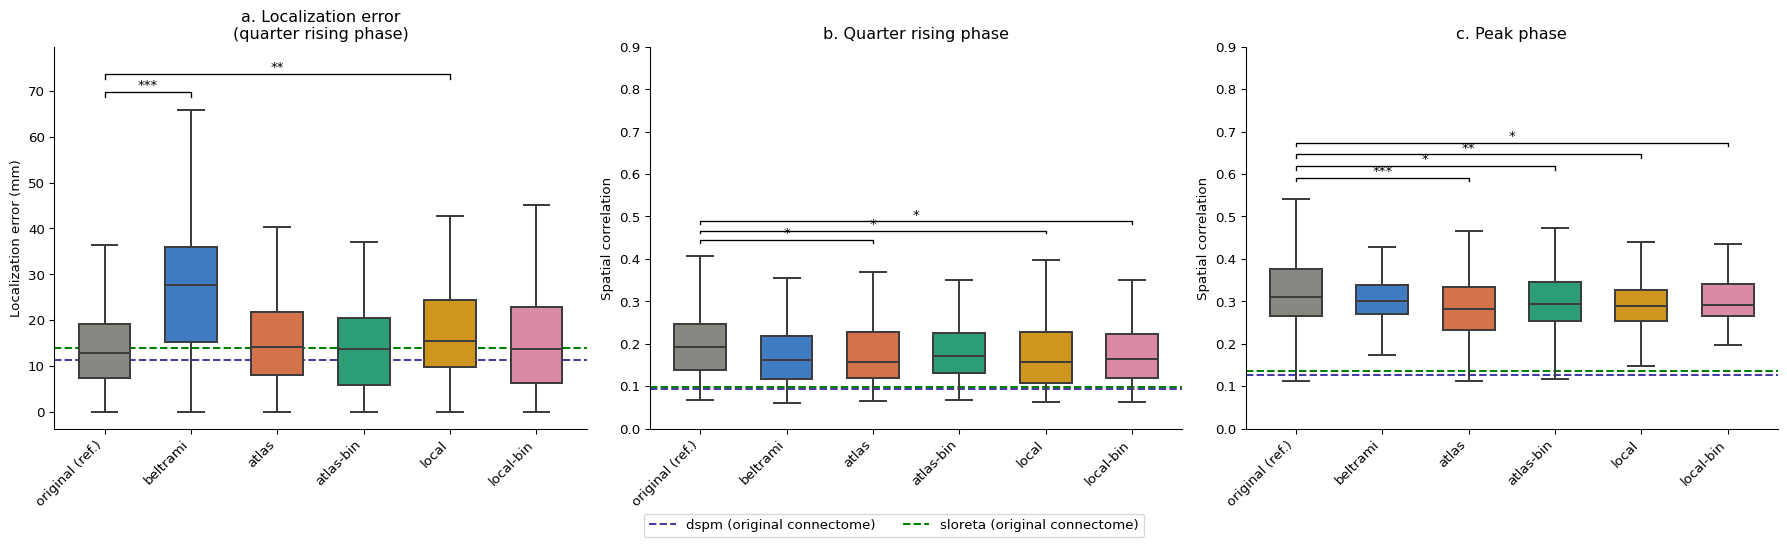 a. Localization error
(quarter rising phase)
Localization error (mm)
70
60
50
40
30
20
10
0
***
**
original (ref.)
beltrami
atlas
atlas-bin
local
local-bin
b. Quarter rising phase
Spatial correlation
0.9
0.8
0.7
0.6
0.5
0.4
0.3
0.2
0.1
0.0
*
*
*
original (ref.)
beltrami
atlas
atlas-bin
local
local-bin
c. Peak phase
Spatial correlation
0.9
0.8
0.7
0.6
0.5
0.4
0.3
0.2
0.1
0.0
*
**
*
***
original (ref.)
beltrami
atlas
atlas-bin
local
local-bin
dspm (original connectome)
sloreta (original connectome)